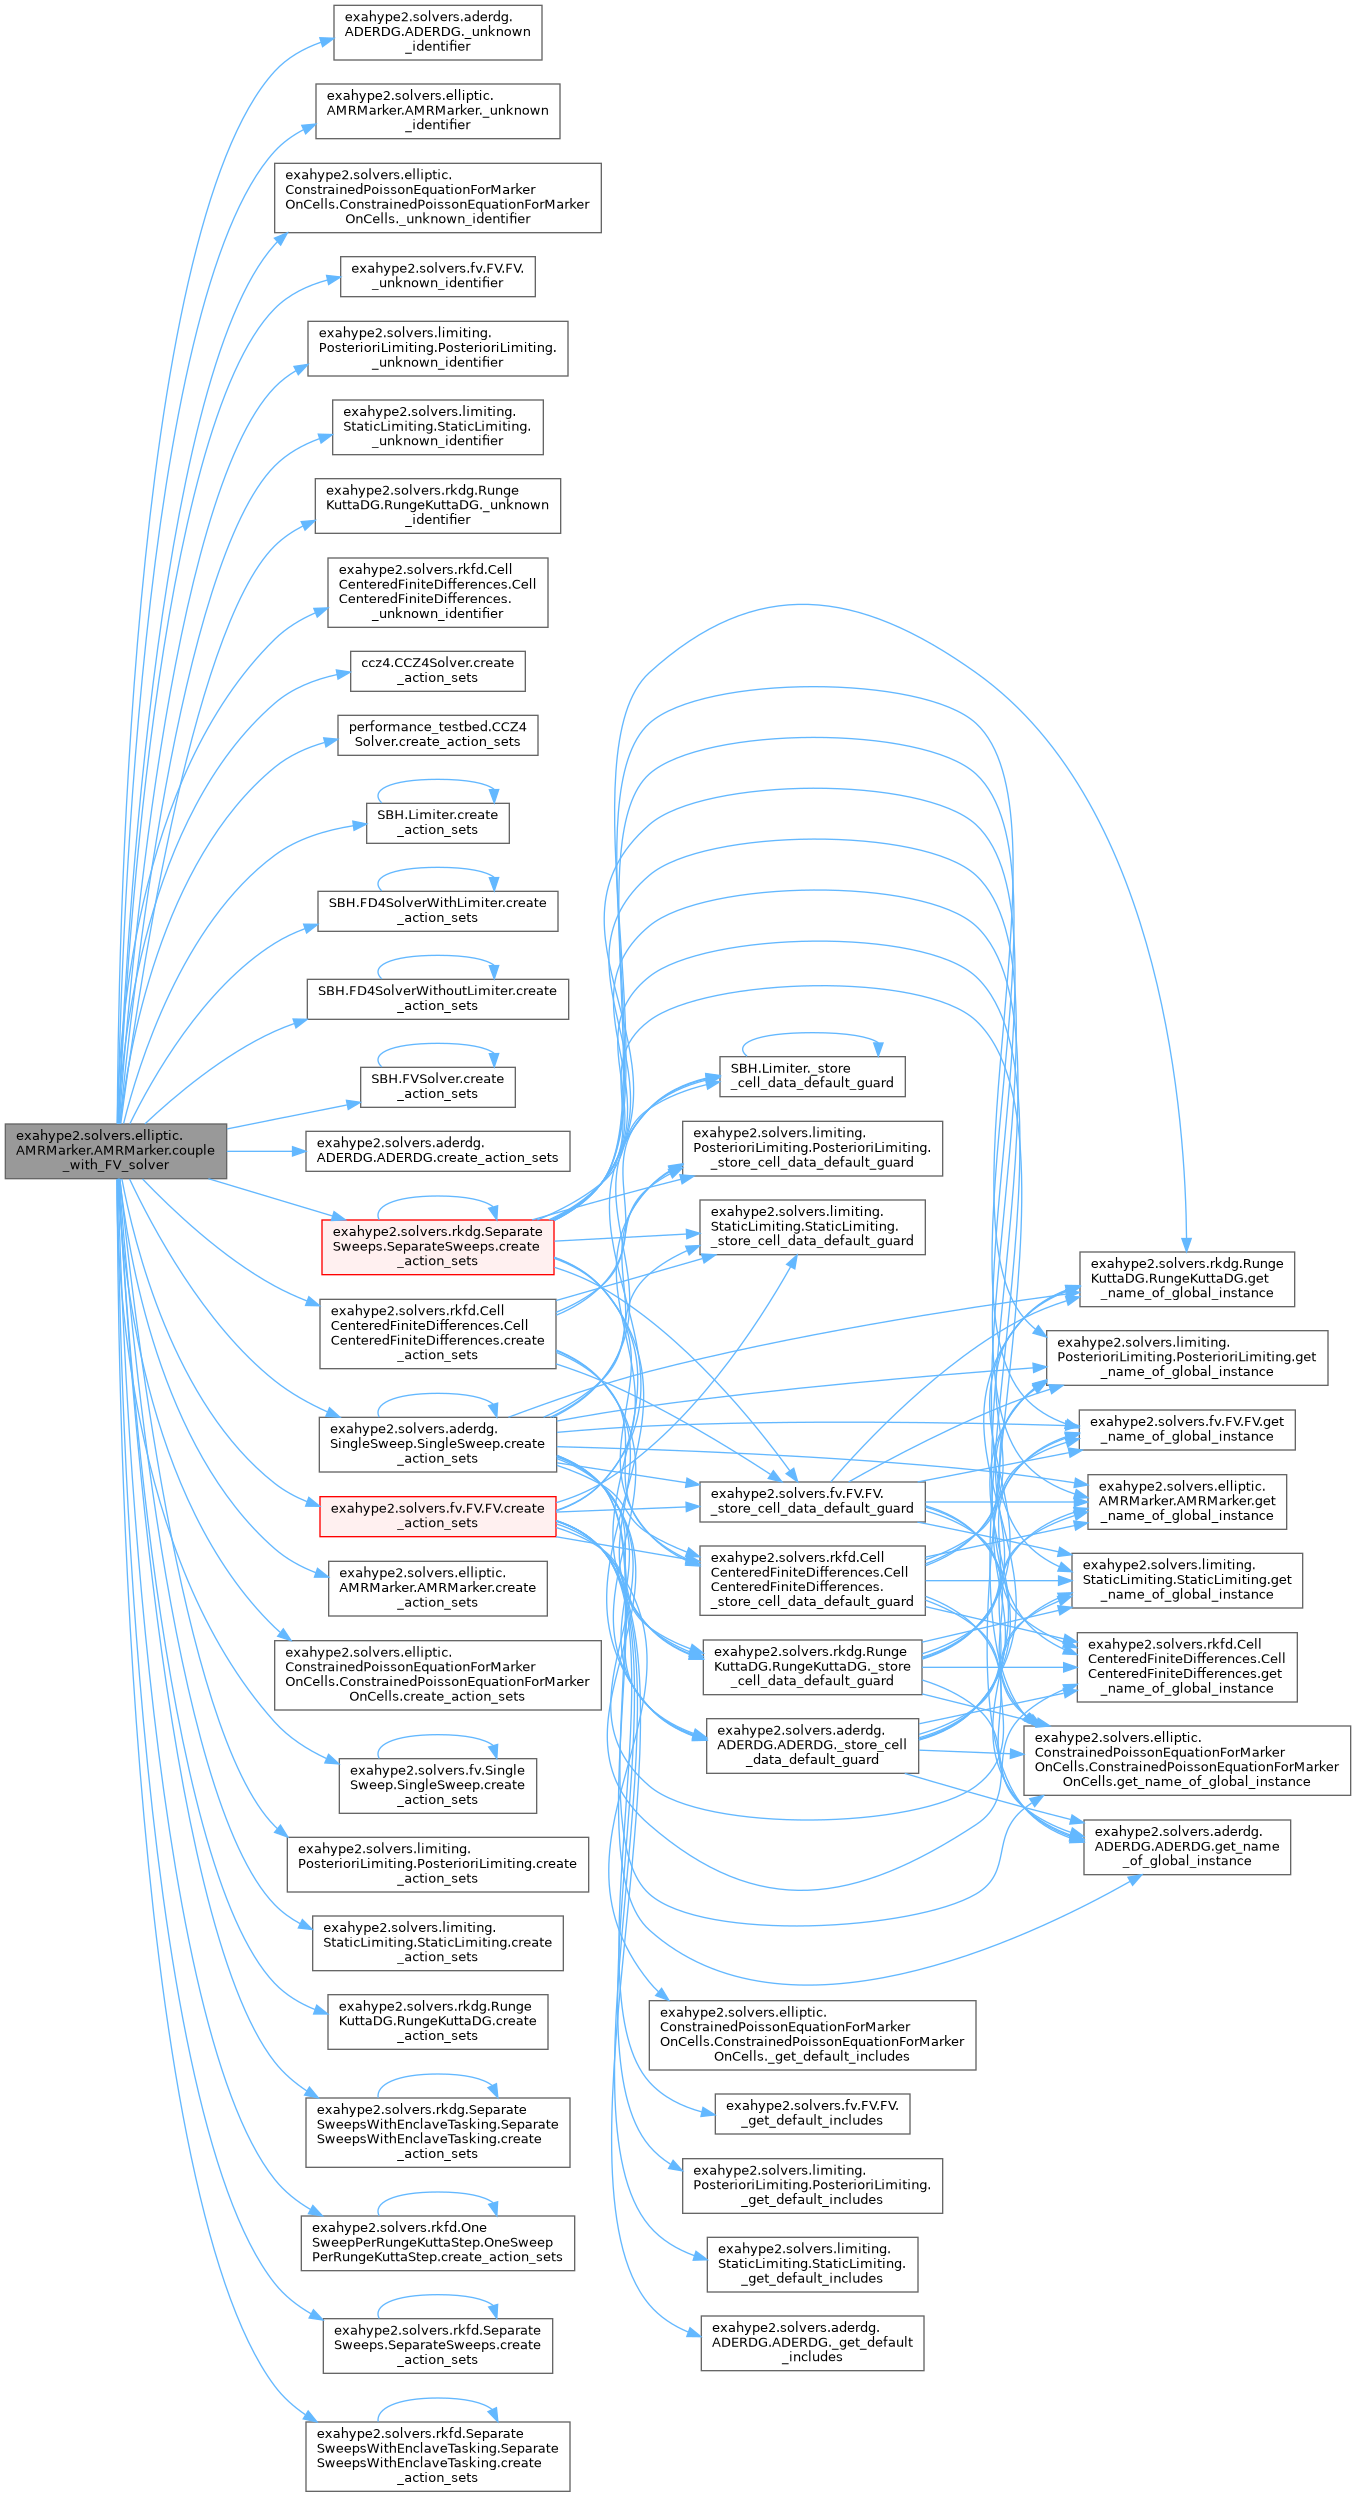 exahype2.solvers.aderdg.
ADERDG.ADERDG._unknown
_identifier
exahype2.solvers.elliptic.
AMRMarker.AMRMarker._unknown
_identifier
exahype2.solvers.elliptic.
ConstrainedPoissonEquationForMarker
OnCells.ConstrainedPoissonEquationForMarker
OnCells._unknown_identifier
exahype2.solvers.fv.FV.FV.
_unknown_identifier
exahype2.solvers.limiting.
PosterioriLimiting.PosterioriLimiting.
_unknown_identifier
exahype2.solvers.limiting.
StaticLimiting.StaticLimiting.
_unknown_identifier
exahype2.solvers.rkdg.Runge
KuttaDG.RungeKuttaDG._unknown
_identifier
exahype2.solvers.rkfd.Cell
CenteredFiniteDifferences.Cell
CenteredFiniteDifferences.
_unknown_identifier
ccz4.CCZ4Solver.create
_action_sets
performance_testbed.CCZ4
Solver.create_action_sets
SBH.Limiter.create
_action_sets
SBH.FD4SolverWithLimiter.create
_action_sets
SBH.FD4SolverWithoutLimiter.create
_action_sets
SBH.FVSolver.create
_action_sets
exahype2.solvers.elliptic.
AMRMarker.AMRMarker.couple
_with_FV_solver
exahype2.solvers.aderdg.
ADERDG.ADERDG.create_action_sets
exahype2.solvers.rkdg.Separate
Sweeps.SeparateSweeps.create
_action_sets
exahype2.solvers.rkfd.Cell
CenteredFiniteDifferences.Cell
CenteredFiniteDifferences.create
_action_sets
exahype2.solvers.aderdg.
SingleSweep.SingleSweep.create
_action_sets
exahype2.solvers.fv.FV.FV.create
_action_sets
exahype2.solvers.elliptic.
AMRMarker.AMRMarker.create
_action_sets
exahype2.solvers.elliptic.
ConstrainedPoissonEquationForMarker
OnCells.ConstrainedPoissonEquationForMarker
OnCells.create_action_sets
exahype2.solvers.fv.Single
Sweep.SingleSweep.create
_action_sets
exahype2.solvers.limiting.
PosterioriLimiting.PosterioriLimiting.create
_action_sets
exahype2.solvers.limiting.
StaticLimiting.StaticLimiting.create
_action_sets
exahype2.solvers.rkdg.Runge
KuttaDG.RungeKuttaDG.create
_action_sets
exahype2.solvers.rkdg.Separate
SweepsWithEnclaveTasking.Separate
SweepsWithEnclaveTasking.create
_action_sets
exahype2.solvers.rkfd.One
SweepPerRungeKuttaStep.OneSweep
PerRungeKuttaStep.create_action_sets
exahype2.solvers.rkfd.Separate
Sweeps.SeparateSweeps.create
_action_sets
exahype2.solvers.rkfd.Separate
SweepsWithEnclaveTasking.Separate
SweepsWithEnclaveTasking.create
_action_sets
SBH.Limiter._store
_cell_data_default_guard
exahype2.solvers.limiting.
PosterioriLimiting.PosterioriLimiting.
_store_cell_data_default_guard
exahype2.solvers.limiting.
StaticLimiting.StaticLimiting.
_store_cell_data_default_guard
exahype2.solvers.fv.FV.FV.
_store_cell_data_default_guard
exahype2.solvers.rkfd.Cell
CenteredFiniteDifferences.Cell
CenteredFiniteDifferences.
_store_cell_data_default_guard
exahype2.solvers.rkdg.Runge
KuttaDG.RungeKuttaDG._store
_cell_data_default_guard
exahype2.solvers.aderdg.
ADERDG.ADERDG._store_cell
_data_default_guard
exahype2.solvers.elliptic.
ConstrainedPoissonEquationForMarker
OnCells.ConstrainedPoissonEquationForMarker
OnCells._get_default_includes
exahype2.solvers.fv.FV.FV.
_get_default_includes
exahype2.solvers.limiting.
PosterioriLimiting.PosterioriLimiting.
_get_default_includes
exahype2.solvers.limiting.
StaticLimiting.StaticLimiting.
_get_default_includes
exahype2.solvers.aderdg.
ADERDG.ADERDG._get_default
_includes
exahype2.solvers.rkdg.Runge
KuttaDG.RungeKuttaDG.get
_name_of_global_instance
exahype2.solvers.limiting.
PosterioriLimiting.PosterioriLimiting.get
_name_of_global_instance
exahype2.solvers.fv.FV.FV.get
_name_of_global_instance
exahype2.solvers.elliptic.
AMRMarker.AMRMarker.get
_name_of_global_instance
exahype2.solvers.limiting.
StaticLimiting.StaticLimiting.get
_name_of_global_instance
exahype2.solvers.rkfd.Cell
CenteredFiniteDifferences.Cell
CenteredFiniteDifferences.get
_name_of_global_instance
exahype2.solvers.elliptic.
ConstrainedPoissonEquationForMarker
OnCells.ConstrainedPoissonEquationForMarker
OnCells.get_name_of_global_instance
exahype2.solvers.aderdg.
ADERDG.ADERDG.get_name
_of_global_instance